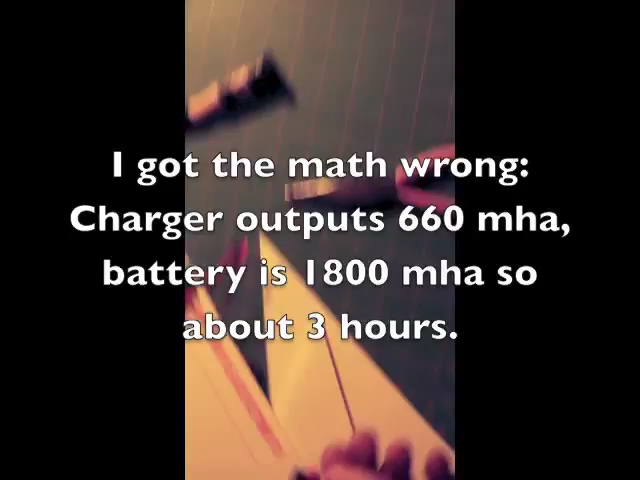 I got the math wrong:
Charger outputs 660 mha,
battery is 1800 mha so
about 3 hours.